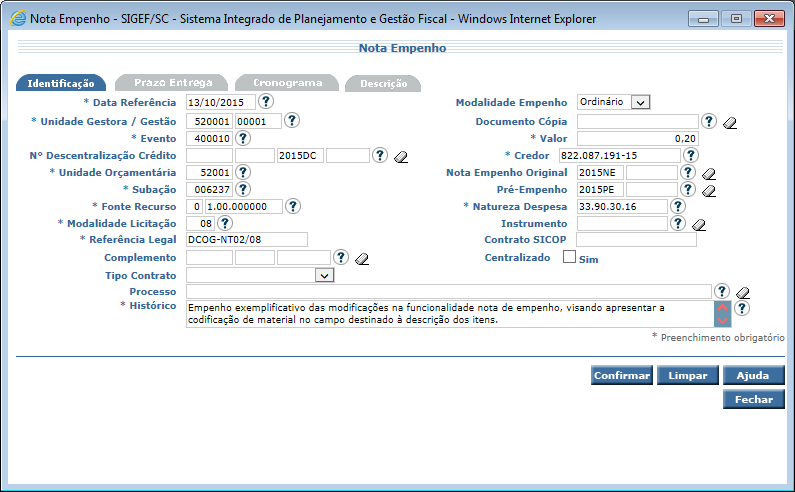 Nota Empenho - SIGEF/SC - Sistema Integrado de Planejamento e Gestão Fiscal - Windows Internet Explorer
Nota Empenho
Identificação Prazo Entrega Cronograma Descrição
* Data Referência 13/10/2015 ? Modalidade Empenho Ordinário
* Unidade Gestora / Gestão 520001 00001 ? Documento Cópia ?
* Evento 400010 ? * Valor 0,20
Nº Descentralização Crédito 2015DC ? * Credor 822.087.191-15 ?
* Unidade Orçamentária 52001 ? Nota Empenho Original 2015NE ?
* Subação 006237 ? Pré-Empenho 2015PE ?
* Fonte Recurso 0 1.00.000000 ? * Natureza Despesa 33.90.30.16 ?
* Modalidade Licitação 08 ? Instrumento ?
* Referência Legal DCOG-NT02/08 Contrato SICOP
Complemento ? Centralizado Sim
Tipo Contrato
Processo ?
* Histórico Empenho exemplificativo das modificações na funcionalidade nota de empenho, visando apresentar a ?
codificação de material no campo destinado à descrição dos itens.
* Preenchimento obrigatório
Confirmar Limpar Ajuda
Fechar